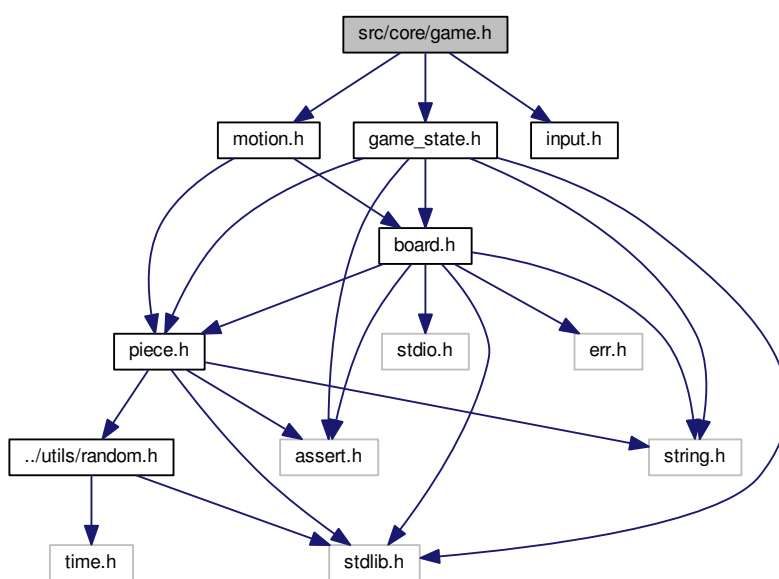 src/core/game.h
motion.h
game_state.h
input.h
board.h
piece.h
stdio.h
err.h
../utils/random.h
assert.h
string.h
time.h
stdlib.h